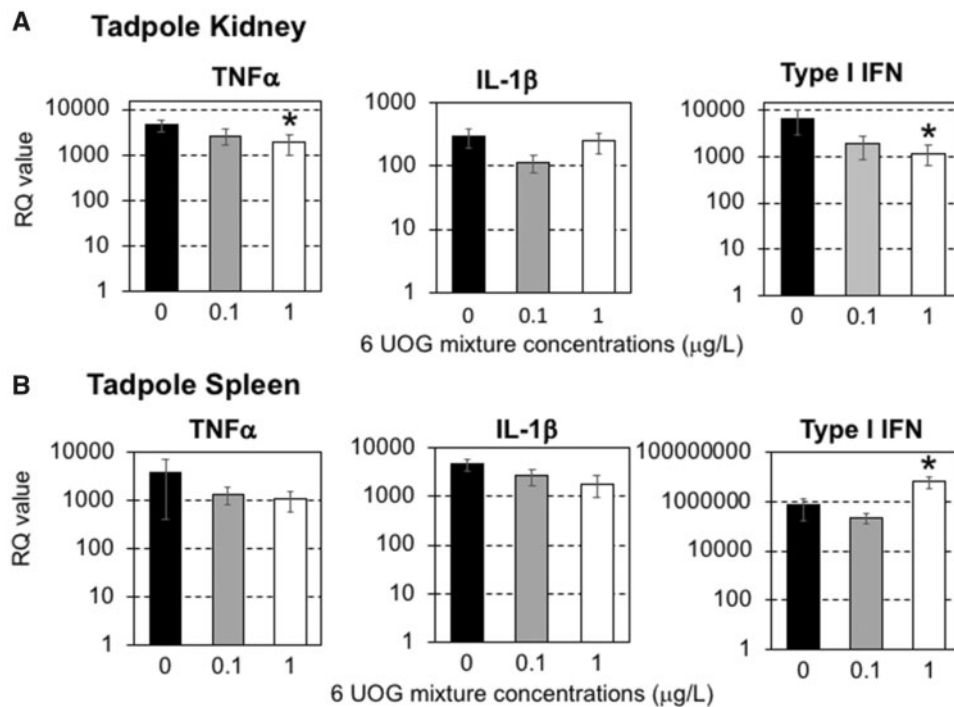 A Tadpole Kidney
TNFα
RQ value
10000
1000
100
10
1
0 0.1 1
IL-1β
1000
100
10
1
0 0.1 1
Type I IFN
10000
1000
100
10
1
0 0.1 1
* *
6 UOG mixture concentrations (µg/L)
B Tadpole Spleen
TNFα
RQ value
10000
1000
100
10
1
0 0.1 1
IL-1β
10000
1000
100
10
1
0 0.1 1
Type I IFN
100000000
1000000
10000
100
1
0 0.1 1
*
6 UOG mixture concentrations (µg/L)